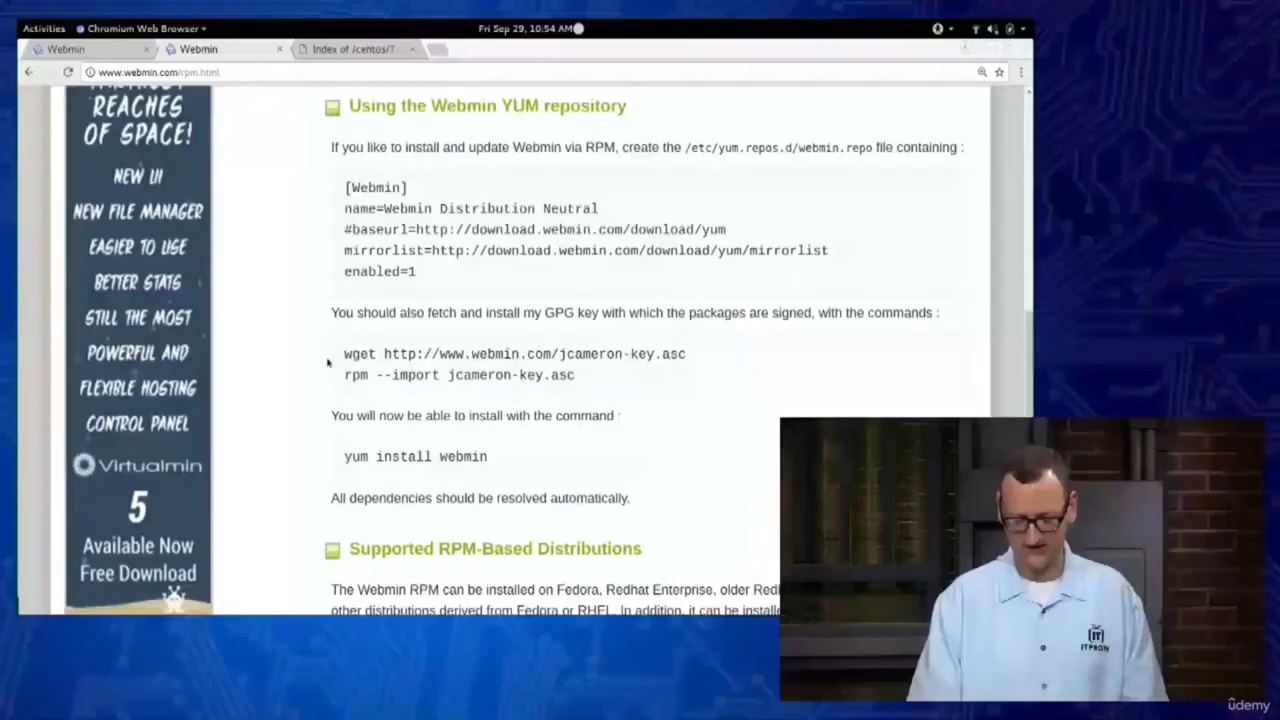 Activities
Chromium Web Browser
Fri Sep 29, 10:54 AM
Webmin
Webmin
Index of /centos/7
www.webmin.com/rpm.html
REACHES
OF SPACE!
NEW UI
NEW FILE MANAGER
EASIER TO USE
BETTER STATS
STILL THE MOST
POWERFUL AND
FLEXIBLE HOSTING
CONTROL PANEL
Virtualmin
5
Available Now
Free Download
Using the Webmin YUM repository
If you like to install and update Webmin via RPM, create the /etc/yum.repos.d/webmin.repo file containing :
[Webmin]
name=Webmin Distribution Neutral
#baseurl=http://download.webmin.com/download/yum
mirrorlist=http://download.webmin.com/download/yum/mirrorlist
enabled=1
You should also fetch and install my GPG key with which the packages are signed, with the commands :
wget http://www.webmin.com/jcameron-key.asc
rpm --import jcameron-key.asc
You will now be able to install with the command :
yum install webmin
All dependencies should be resolved automatically.
Supported RPM-Based Distributions
The Webmin RPM can be installed on Fedora, Redhat Enterprise, older Redi
other distributions derived from Fedora or RHEL. In addition, it can be installe
ITPRO
udemy